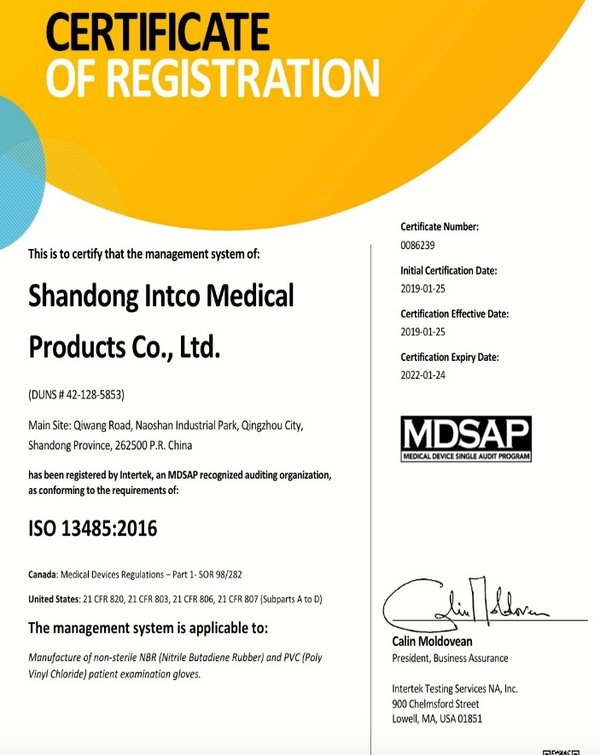 CERTIFICATE
OF REGISTRATION
This is to certify that the management system of:
Shandong Intco Medical
Products Co., Ltd.
(DUNS # 42-128-5853)
Main Site: Qiwang Road, Naoshan Industrial Park, Qingzhou City,
Shandong Province, 262500 P.R. China
has been registered by Intertek, an MDSAP recognized auditing organization,
as conforming to the requirements of:
ISO 13485:2016
Canada: Medical Devices Regulations – Part 1- SOR 98/282
United States: 21 CFR 820, 21 CFR 803, 21 CFR 806, 21 CFR 807 (Subparts A to D)
The management system is applicable to:
Manufacture of non-sterile NBR (Nitrile Butadiene Rubber) and PVC (Poly
Vinyl Chloride) patient examination gloves.
Certificate Number:
0086239
Initial Certification Date:
2019-01-25
Certification Effective Date:
2019-01-25
Certification Expiry Date:
2022-01-24
MDSAP
MEDICAL DEVICE SINGLE AUDIT PROGRAM
Calin Moldovean
Calin Moldovean
President, Business Assurance
Intertek Testing Services NA, Inc.
900 Chelmsford Street
Lowell, MA, USA 01851